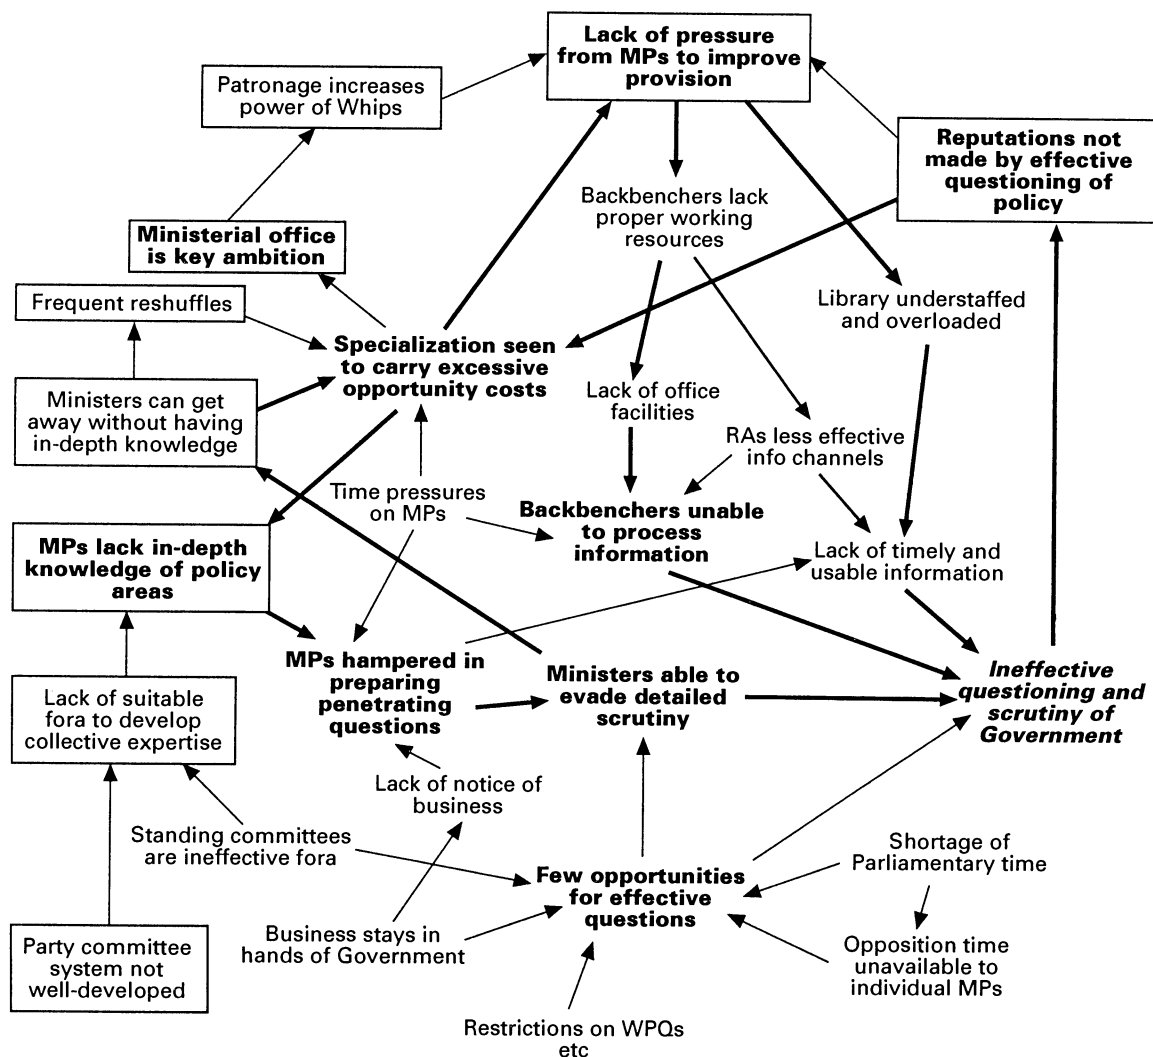 Lack of pressure
from MPs to improve
provision
Patronage increases
power of Whips
Reputations not
made by effective
questioning of
policy
Backbenchers lack
proper working
resources
Ministerial office
is key ambition
Frequent reshuffles
Library understaffed
and overloaded
Specialization seen
to carry excessive
opportunity costs
Ministers can get
away without having
in-depth knowledge
Lack of office
facilities
RAs less effective
info channels
Time pressures
on MPs
Backbenchers unable
to process
information
MPs lack in-depth
knowledge of policy
areas
Lack of timely and
usable information
MPs hampered in
preparing
penetrating
questions
Ministers able to
evade detailed
scrutiny
Ineffective
questioning and
scrutiny of
Government
Lack of suitable
fora to develop
collective expertise
Lack of notice of
business
Standing committees
are ineffective fora
Shortage of
Parliamentary time
Few opportunities
for effective
questions
Party committee
system not
well-developed
Business stays in
hands of Government
Opposition time
unavailable to
individual MPs
Restrictions on WPQs
etc